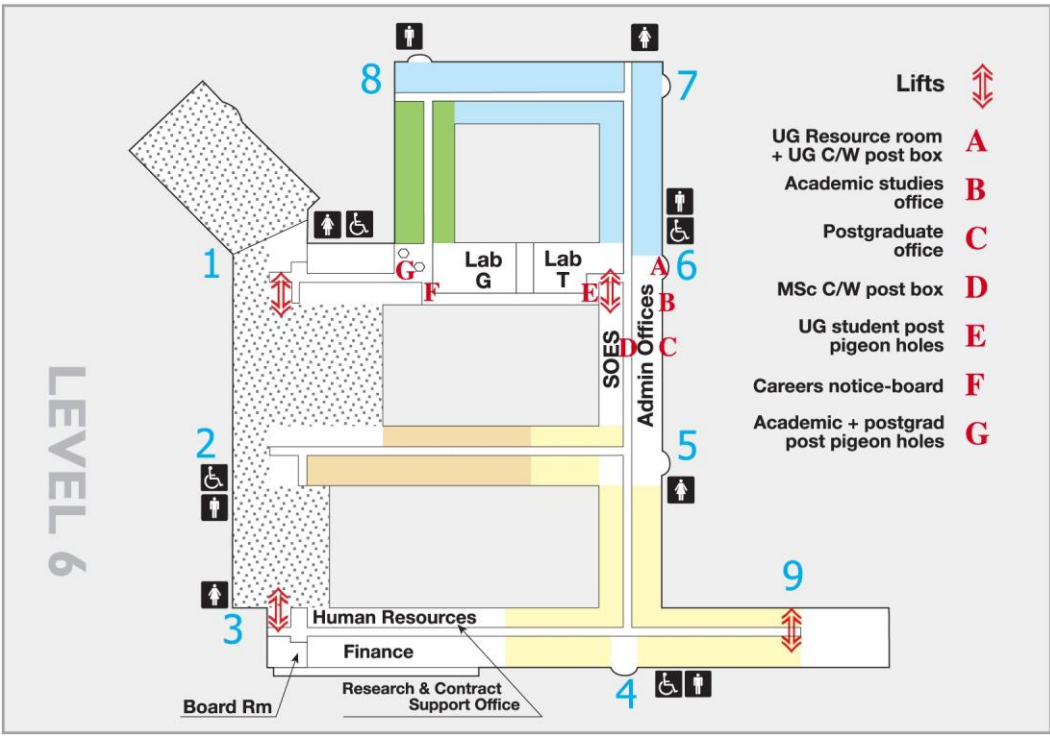 8
7
Lifts
A
UG Resource room
+ UG C/W post box
B
Academic studies
office
C
Postgraduate
office
D
MSc C/W post box
E
UG student post
pigeon holes
F
Careers notice-board
G
Academic + postgrad
post pigeon holes
1
G
F
Lab
G
Lab
T
E
A
6
B
SOES
D
Admin Offices
C
LEVEL 6
2
5
9
3
Human Resources
Finance
Board Rm
Research & Contract
Support Office
4